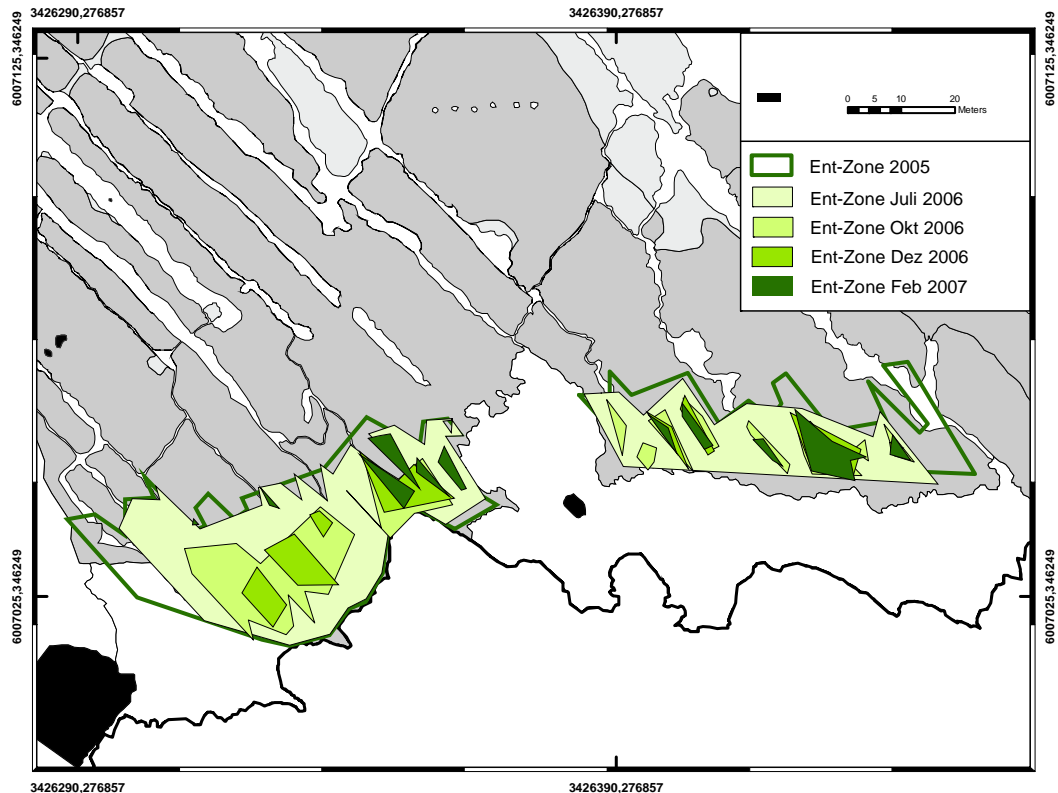 3426290,276857
3426390,276857
6007125,346249
6007125,346249
0 5 10 20
Meters
Ent-Zone 2005
Ent-Zone Juli 2006
Ent-Zone Okt 2006
Ent-Zone Dez 2006
Ent-Zone Feb 2007
6007025,346249
6007025,346249
3426290,276857
3426390,276857